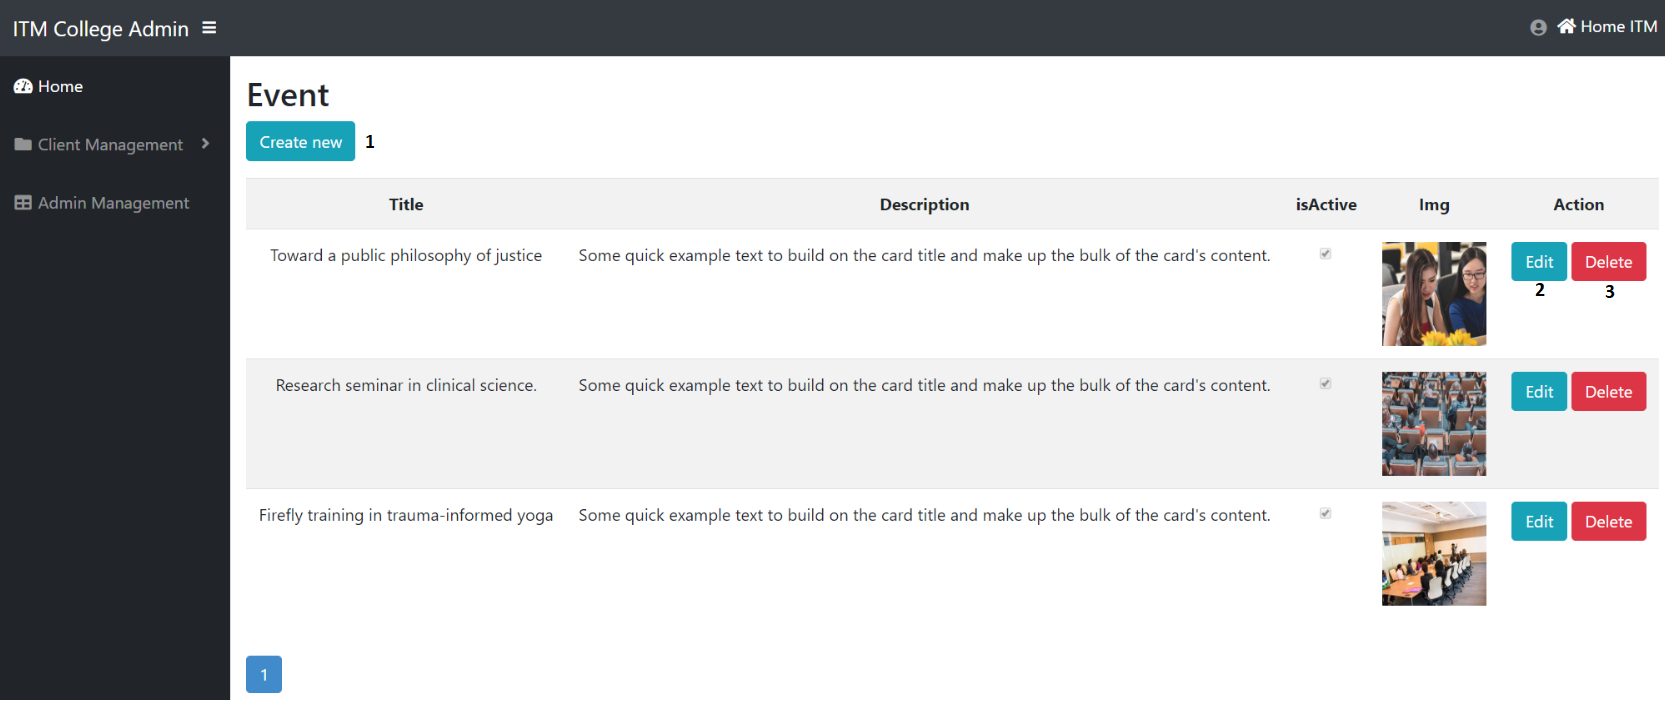 ITM College Admin
Home ITM
Home
Client Management
Admin Management
Event
Create new 1
Title Description isActive Img Action
Toward a public philosophy of justice Some quick example text to build on the card title and make up the bulk of the card's content. Edit Delete
2 3
Research seminar in clinical science. Some quick example text to build on the card title and make up the bulk of the card's content. Edit Delete
Firefly training in trauma-informed yoga Some quick example text to build on the card title and make up the bulk of the card's content. Edit Delete
1